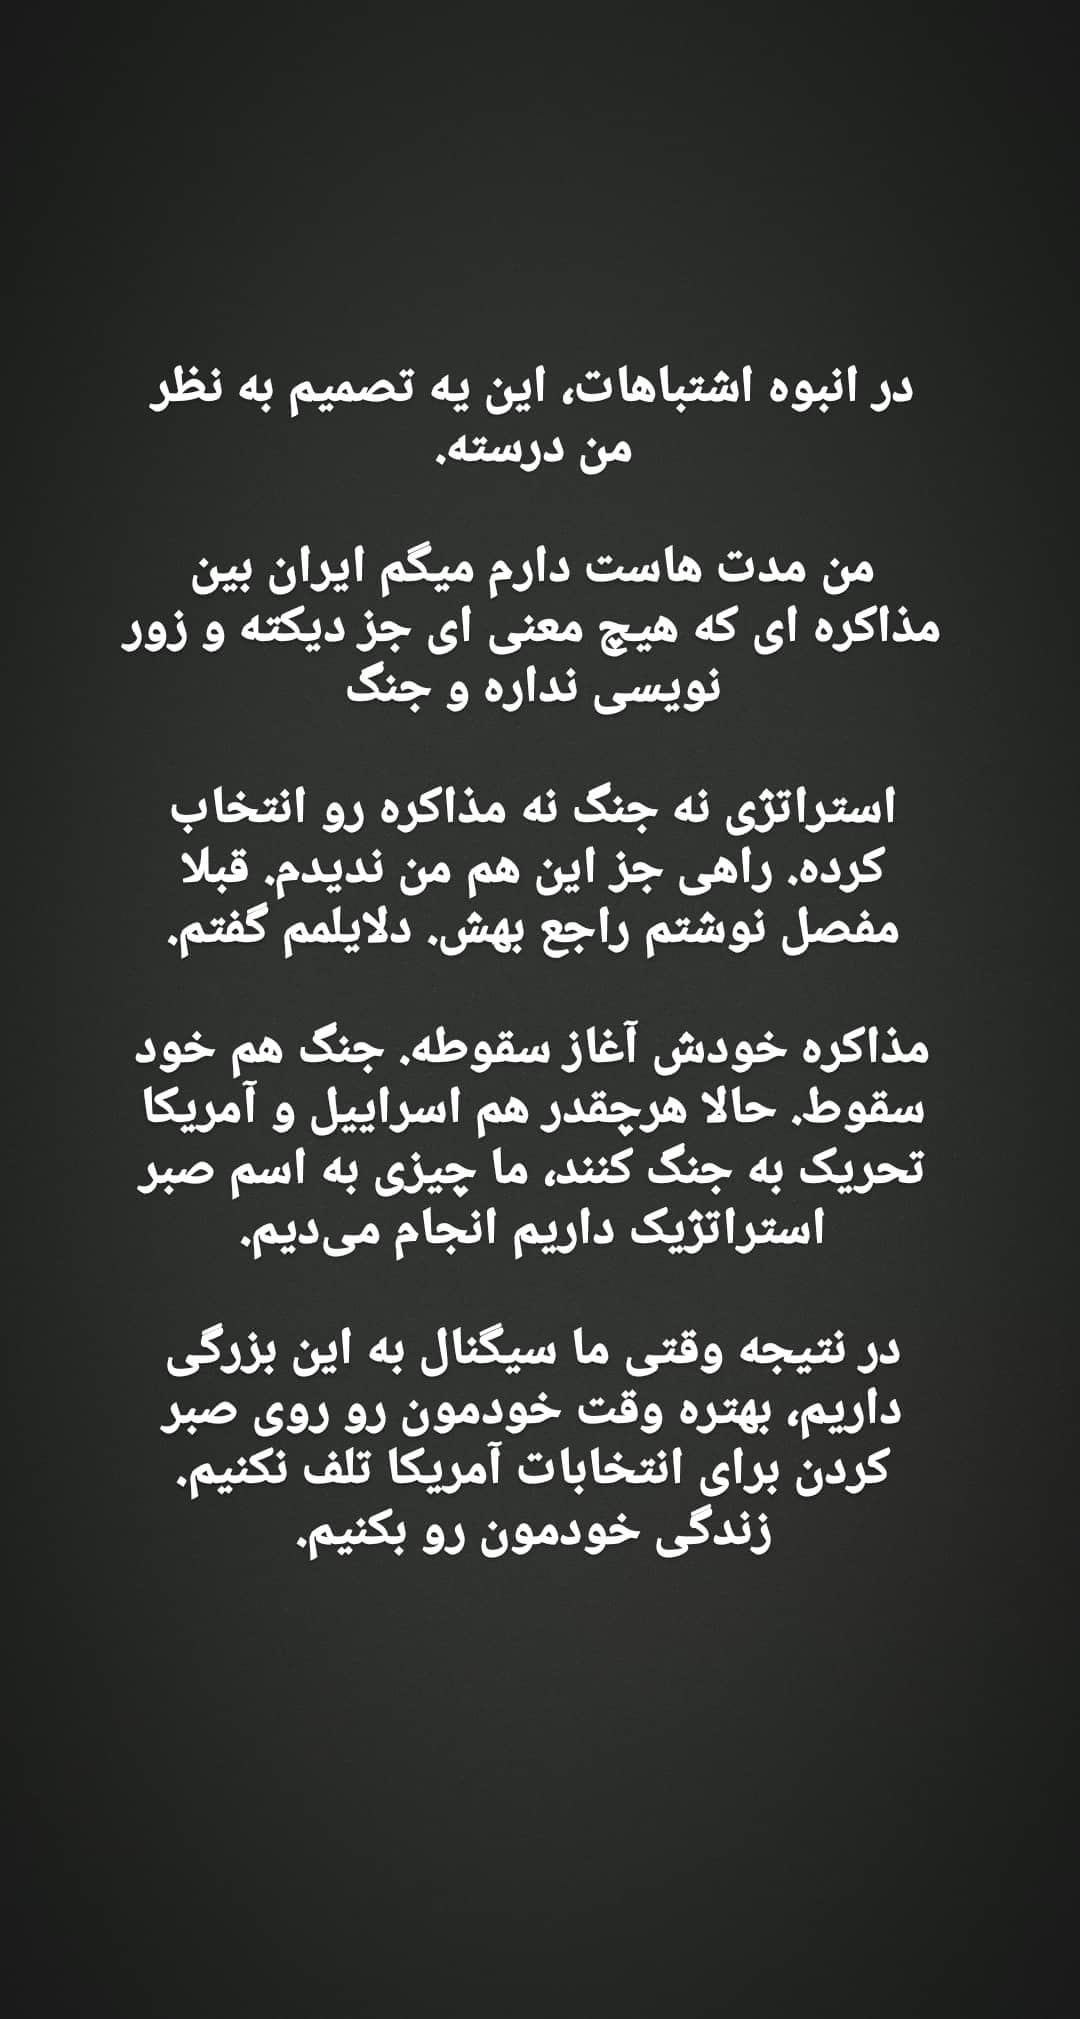 در انبوه اشتباهات، این یه تصمیم به نظر
من درسته.
من مدت هاست دارم میگم ایران بین
مذاکره ای که هیچ معنی ای جز دیکته و زور
نویسی نداره و جنگ
استراتژی نه جنگ نه مذاکره رو انتخاب
کرده. راهی جز این هم من ندیدم. قبلا
مفصل نوشتم راجع بهش. دلایلمم گفتم.
مذاکره خودش آغاز سقوطه. جنگ هم خود
سقوط. حالا هرچقدر هم اسراییل و آمریکا
تحریک به جنگ کنند، ما چیزی به اسم صبر
استراتژیک داریم انجام می‌دیم.
در نتیجه وقتی ما سیگنال به این بزرگی
داریم، بهتره وقت خودمون رو روی صبر
کردن برای انتخابات آمریکا تلف نکنیم.
زندگی خودمون رو بکنیم.